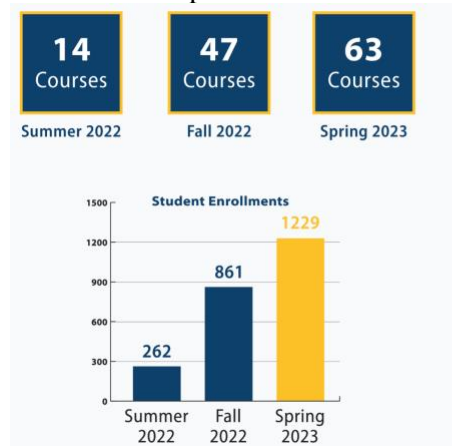 14
Courses
Summer 2022
47
Courses
Fall 2022
63
Courses
Spring 2023
Student Enrollments
1500
1200
900
600
300
0
262
861
1229
Summer
2022
Fall
2022
Spring
2023